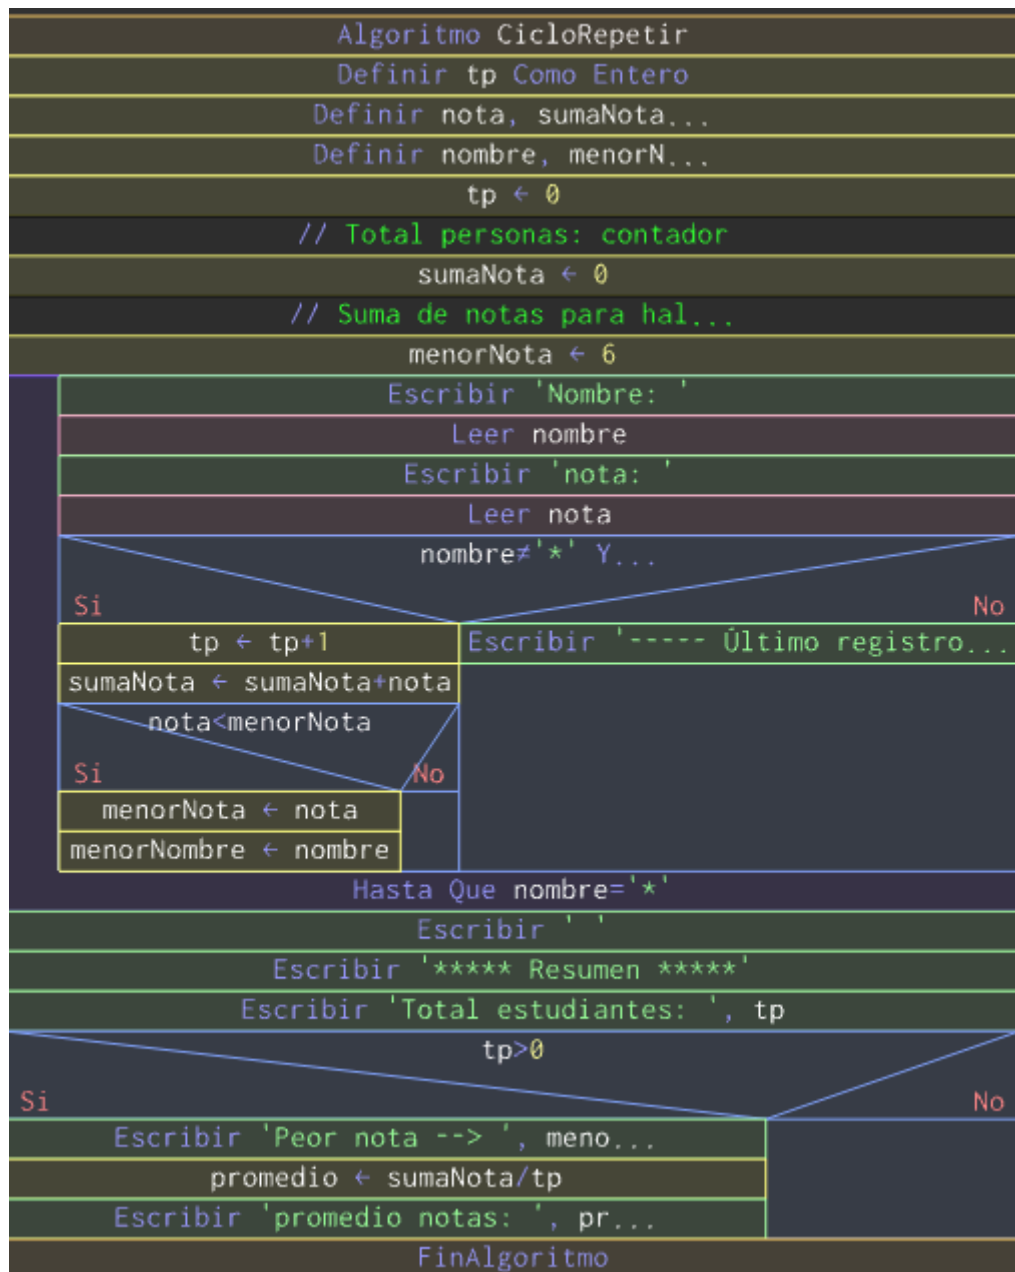 Algoritmo CicloRepetir
Definir tp Como Entero
Definir nota, sumaNota...
Definir nombre, menorN...
tp ← 0
// Total personas: contador
sumaNota ← 0
// Suma de notas para hal...
menorNota ← 6
Escribir 'Nombre: '
Leer nombre
Escribir 'nota: '
Leer nota
nombre≠'*' Y...
Si No
tp ← tp+1 Escribir '----- Último registro...
sumaNota ← sumaNota+nota
nota<menorNota
Si No
menorNota ← nota
menorNombre ← nombre
Hasta Que nombre='*'
Escribir ' '
Escribir '***** Resumen *****'
Escribir 'Total estudiantes: ', tp
tp>0
Si No
Escribir 'Peor nota --> ', meno...
promedio ← sumaNota/tp
Escribir 'promedio notas: ', pr...
FinAlgoritmo